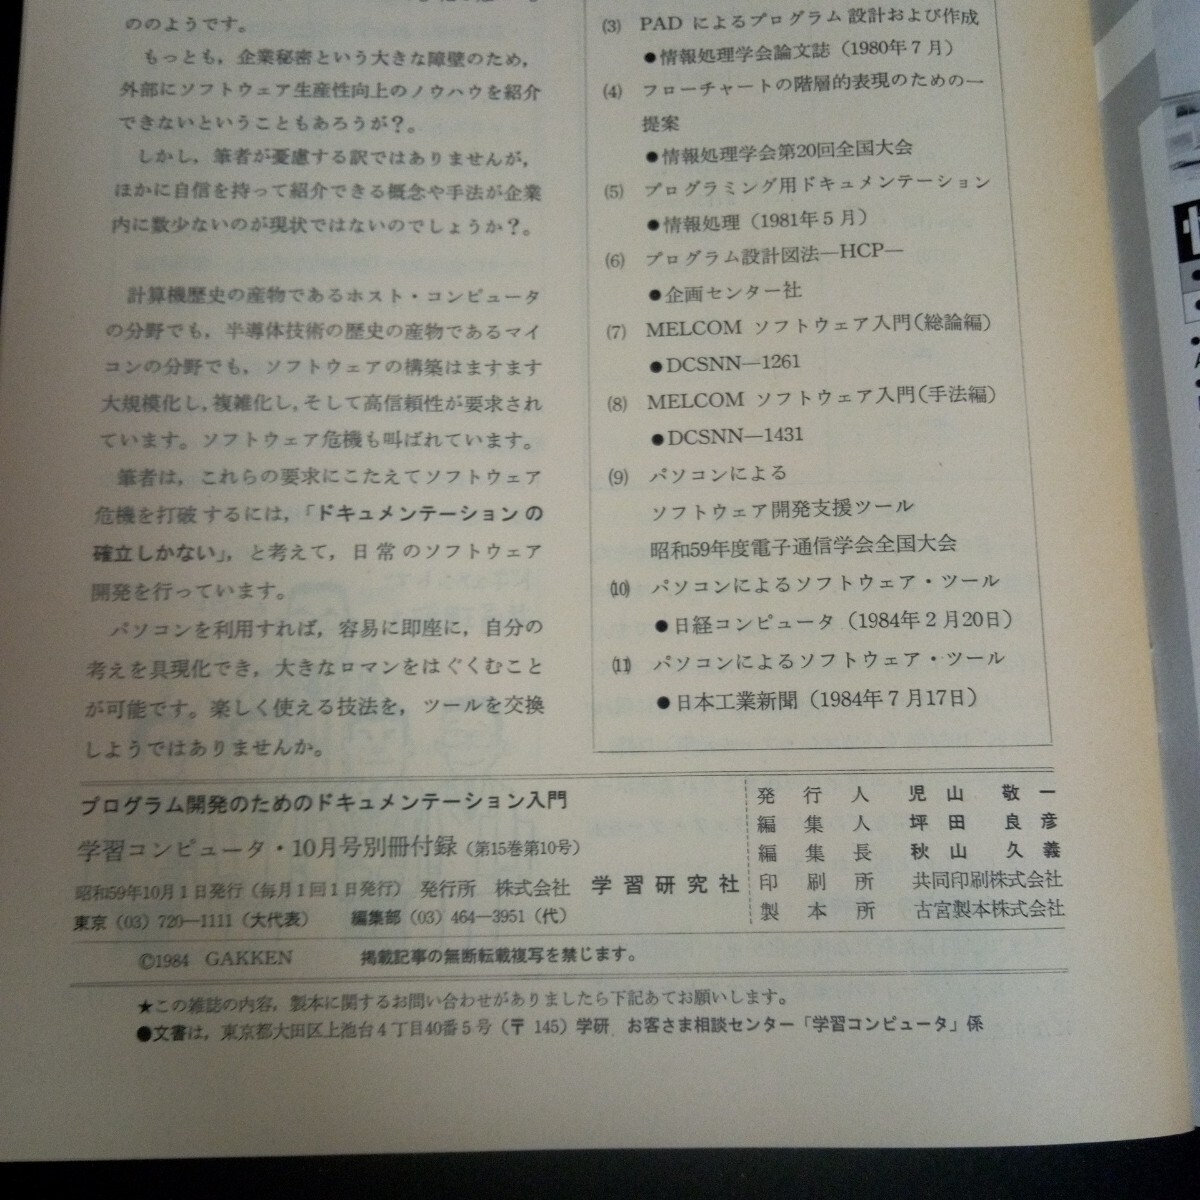 ののようです。
もっとも，企業秘密という大きな障壁のため，
外部にソフトウェア生産性向上のノウハウを紹介
できないということもあろうが？。
しかし，筆者が憂慮する訳ではありませんが，
ほかに自信を持って紹介できる概念や手法が企業
内に数少ないのが現状ではないのでしょうか？。
計算機歴史の産物であるホスト・コンピュータ
の分野でも，半導体技術の歴史の産物であるマイ
コンの分野でも，ソフトウェアの構築はますます
大規模化し，複雑化し，そして高信頼性が要求され
ています。ソフトウェア危機も叫ばれています。
筆者は，これらの要求にこたえてソフトウェア
危機を打破するには，「ドキュメンテーションの
確立しかない」，と考えて，日常のソフトウェア
開発を行っています。
パソコンを利用すれば，容易に即座に，自分の
考えを具現化でき，大きなロマンをはぐくむこと
が可能です。楽しく使える技法を，ツールを交換
しようではありませんか。
(3) PADによるプログラム設計および作成
●情報処理学会論文誌（1980年7月）
(4) フローチャートの階層的表現のための一
提案
●情報処理学会第20回全国大会
(5) プログラミング用ドキュメンテーション
●情報処理（1981年5月）
(6) プログラム設計図法―HCP―
●企画センター社
(7) MELCOM ソフトウェア入門（総論編）
●DCSNN―1261
(8) MELCOM ソフトウェア入門（手法編）
●DCSNN―1431
(9) パソコンによる
ソフトウェア開発支援ツール
昭和59年度電子通信学会全国大会
(10) パソコンによるソフトウェア・ツール
●日経コンピュータ（1984年2月20日）
(11) パソコンによるソフトウェア・ツール
●日本工業新聞（1984年7月17日）
プログラム開発のためのドキュメンテーション入門
学習コンピュータ・10月号別冊付録（第15巻第10号）
昭和59年10月1日発行（毎月1回1日発行） 発行所 株式会社 学習研究社
東京（03）720―1111（大代表） 編集部（03）464―3951（代）
発行人 児山敬一
編集人 坪田良彦
編集長 秋山久義
印刷所 共同印刷株式会社
製本所 古宮製本株式会社
©1984 GAKKEN 掲載記事の無断転載複写を禁じます。
★この雑誌の内容，製本に関するお問い合わせがありましたら下記あてお願いします。
●文書は，東京都大田区上池台4丁目40番5号（〒145）学研 お客さま相談センター「学習コンピュータ」係